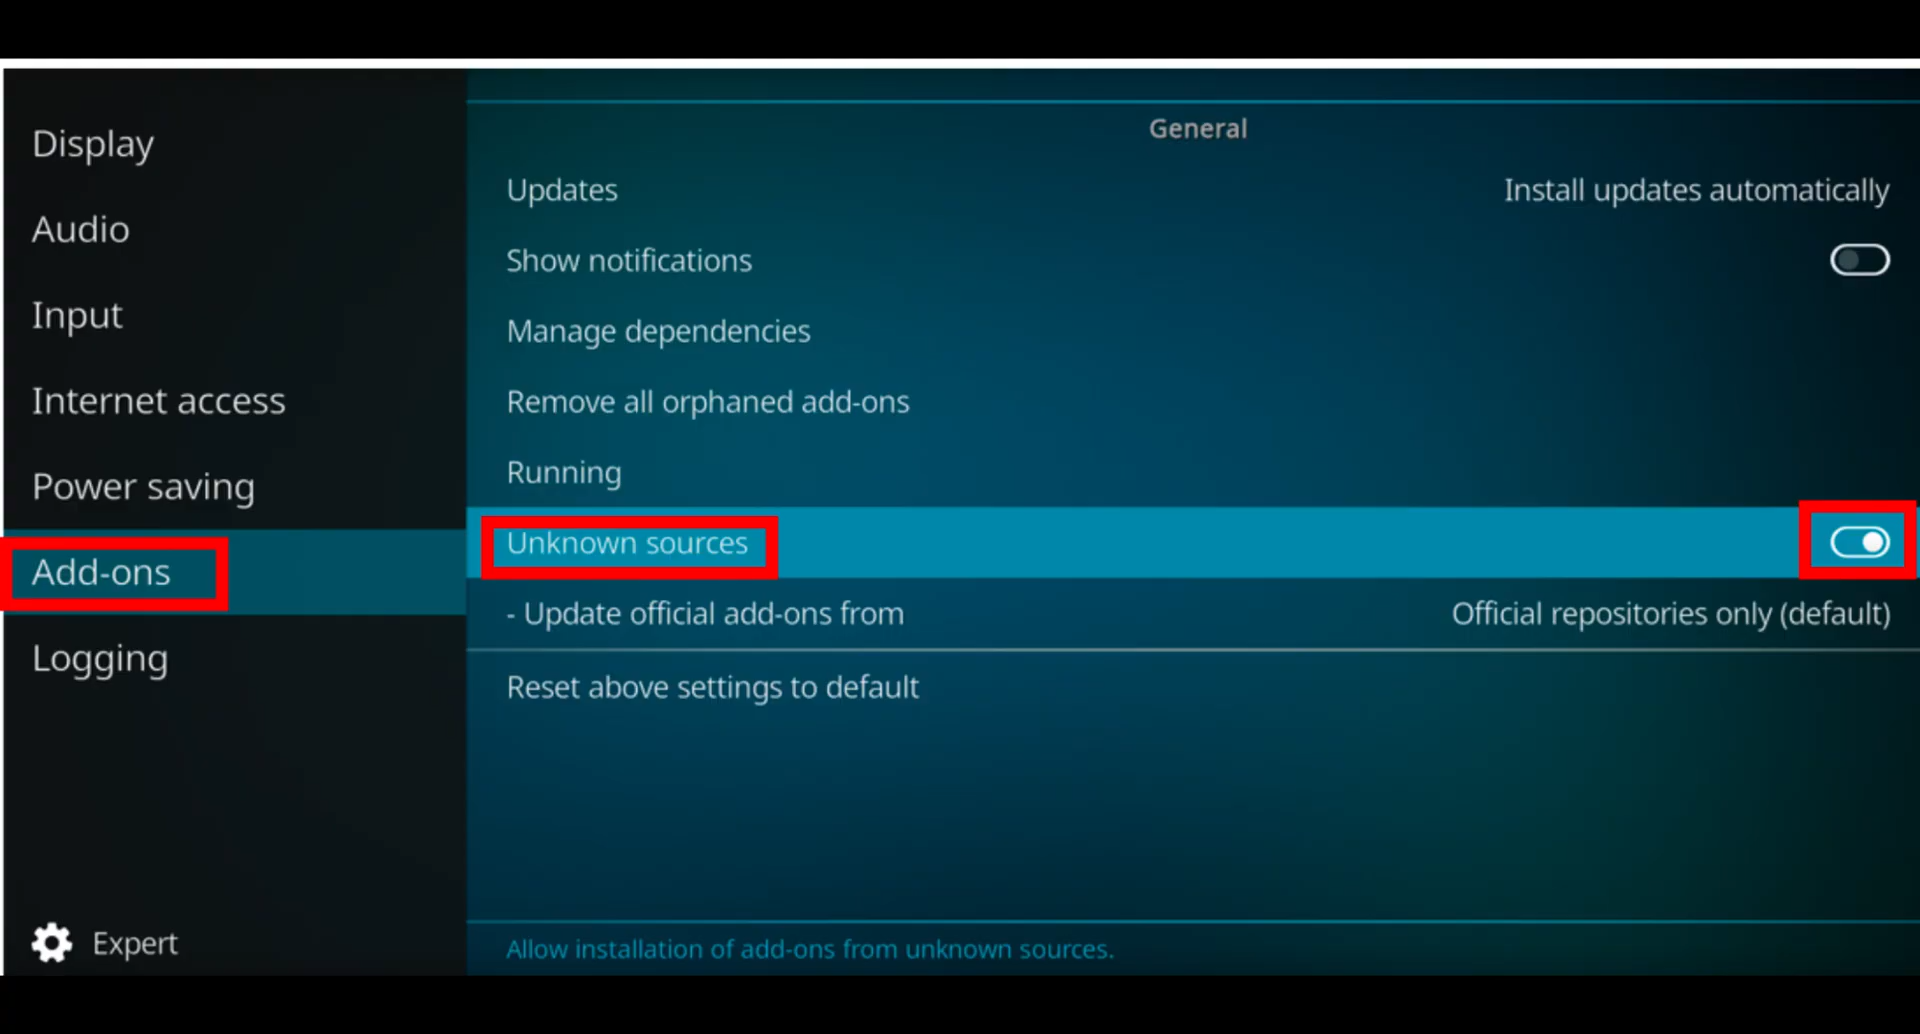 Display
Audio
Input
Internet access
Power saving
Add-ons
Logging
Expert
General
Updates Install updates automatically
Show notifications
Manage dependencies
Remove all orphaned add-ons
Running
Unknown sources
- Update official add-ons from Official repositories only (default)
Reset above settings to default
Allow installation of add-ons from unknown sources.